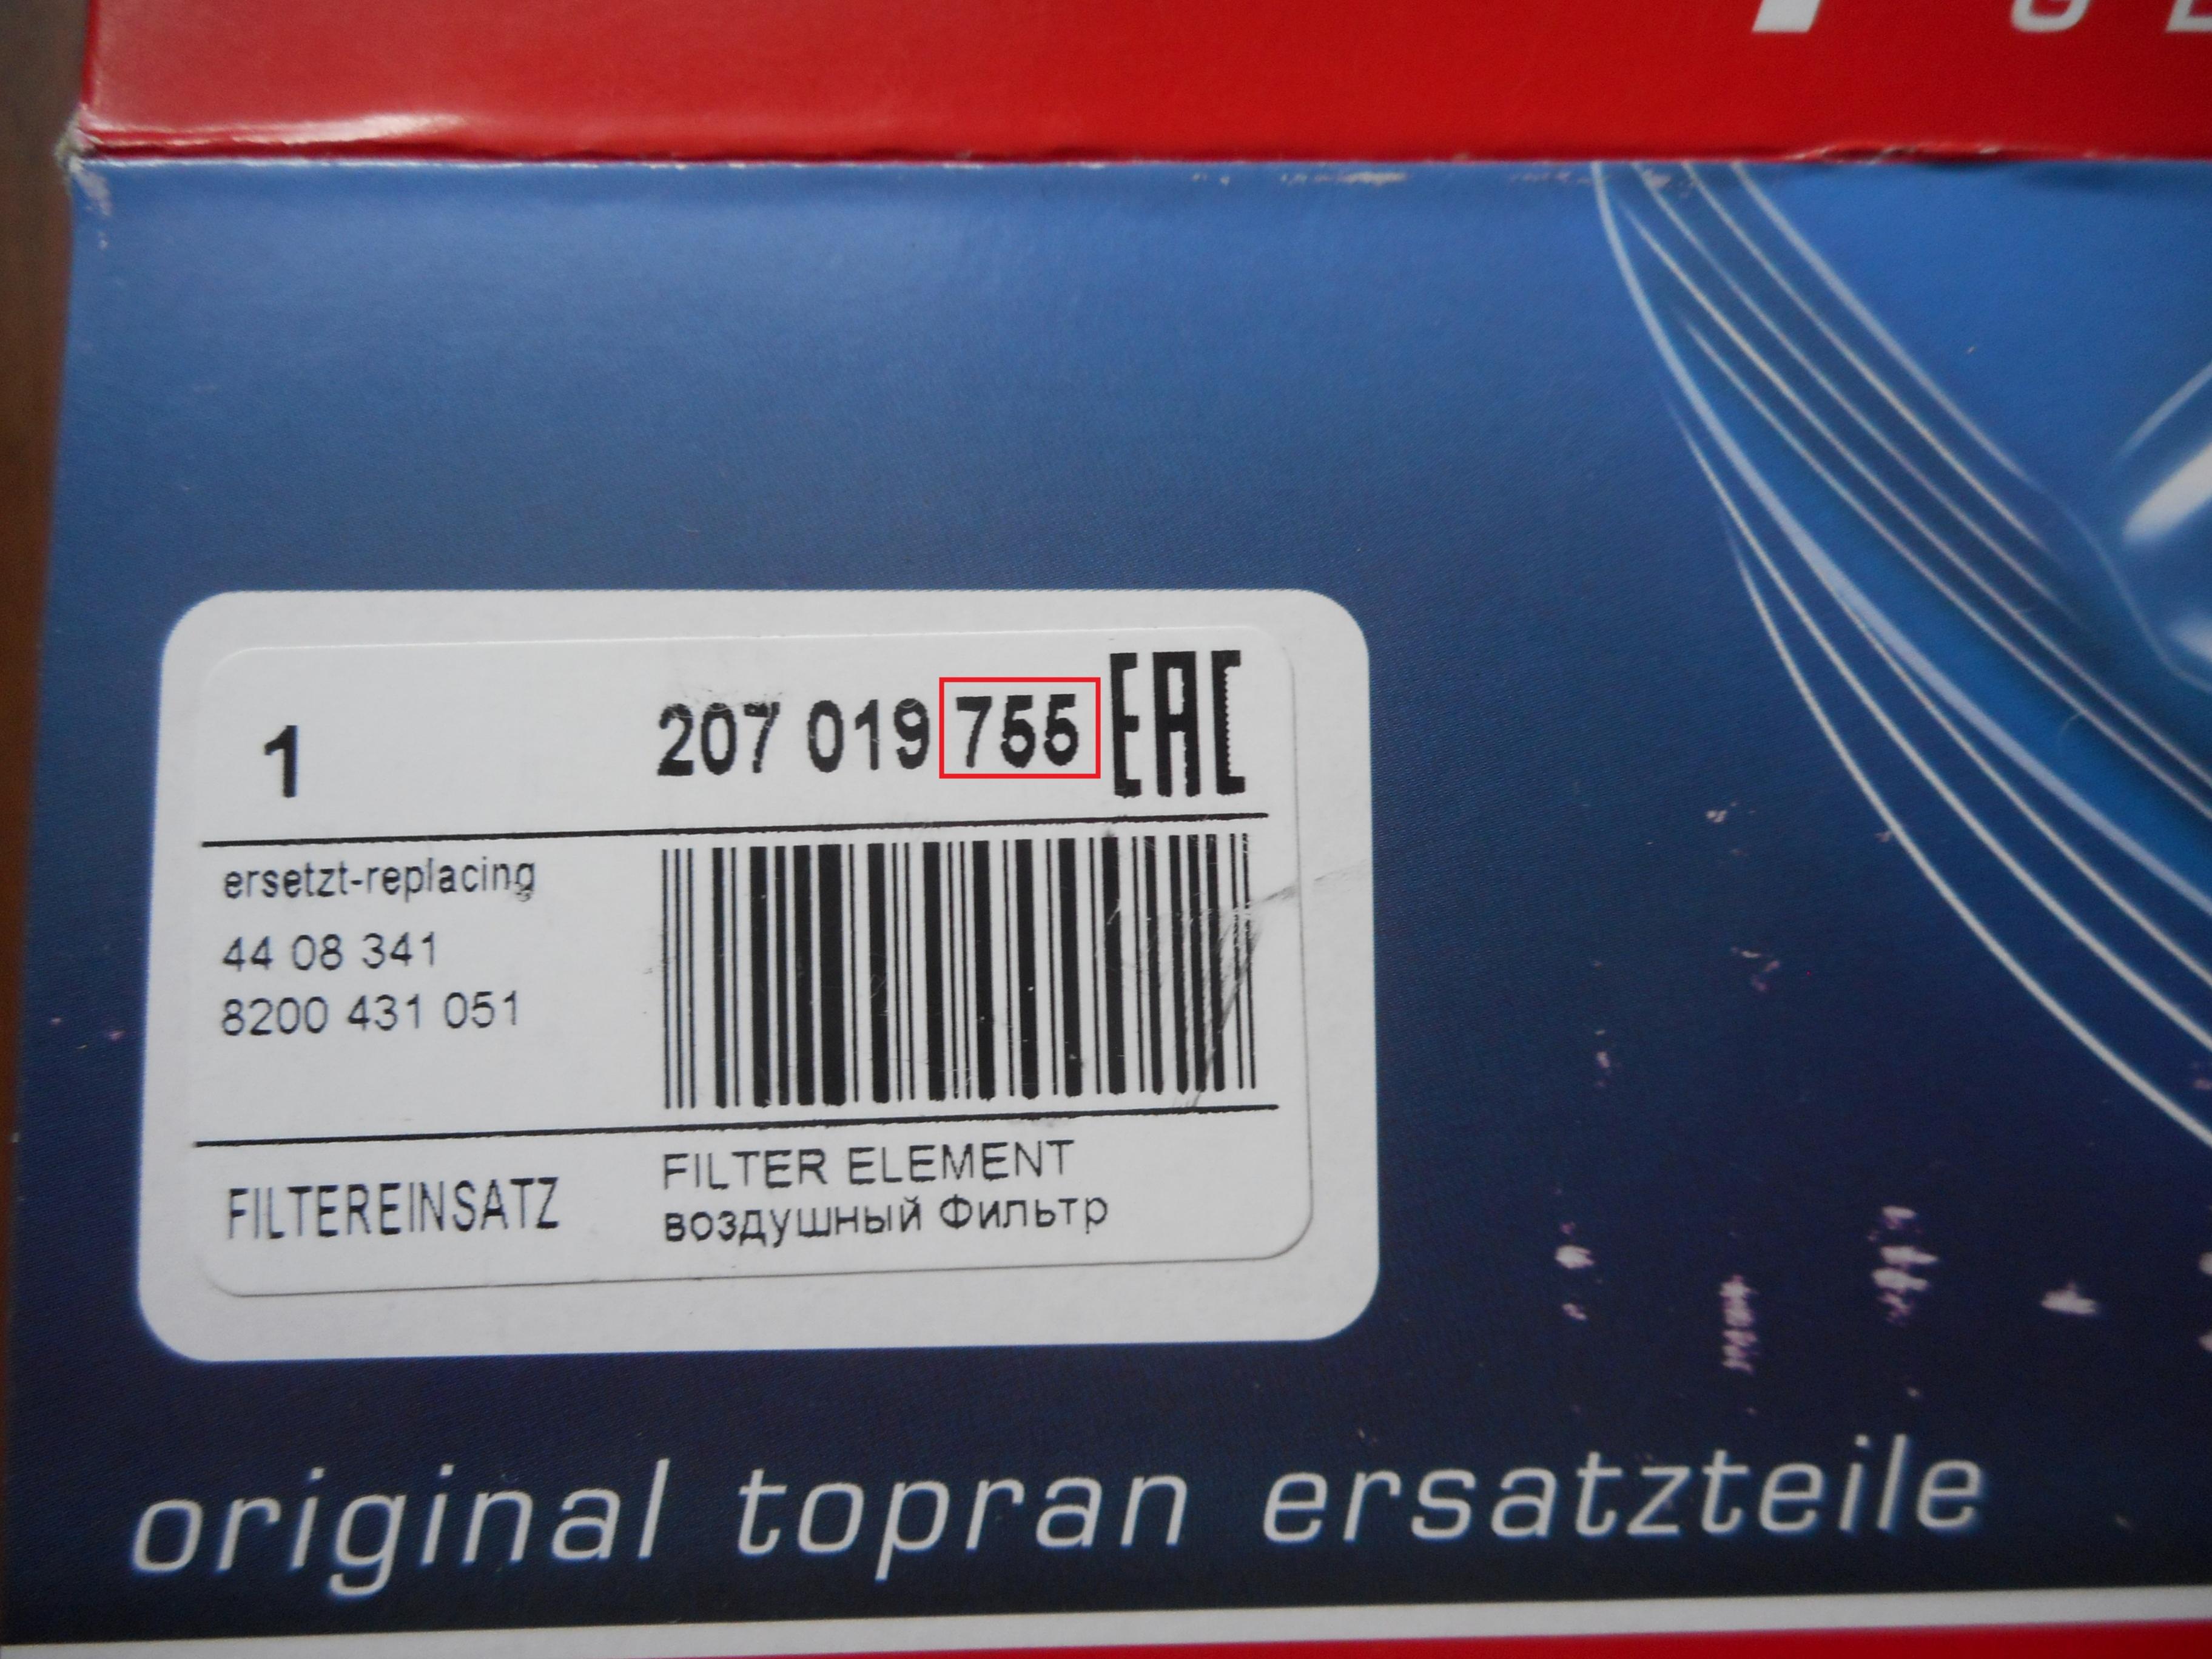 1
207 019 755 EAC
ersetzt-replacing
44 08 341
8200 431 051
FILTEREINSATZ
FILTER ELEMENT
воздушный Фильтр
original topran ersatzteile